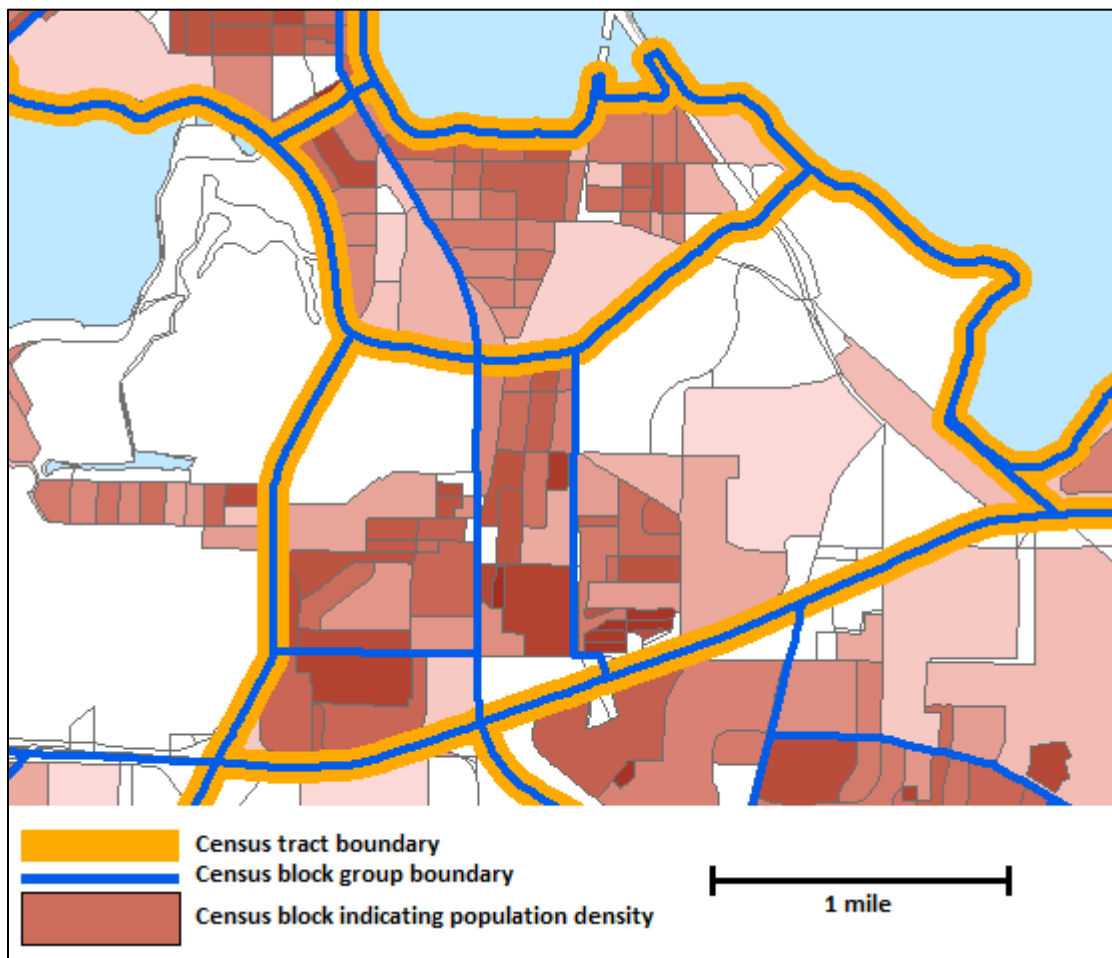 Census tract boundary
Census block group boundary
Census block indicating population density
1 mile